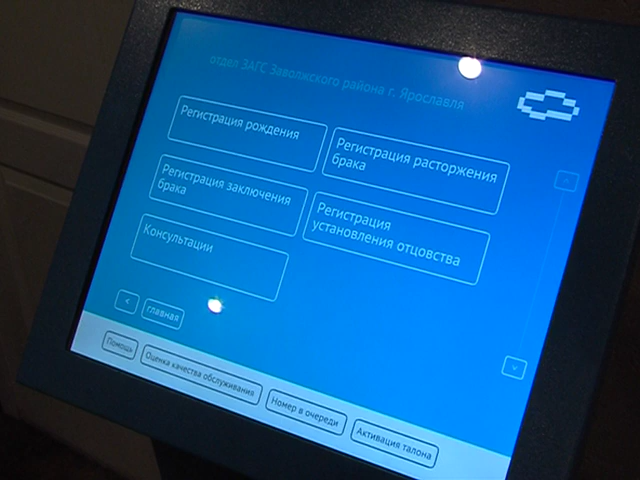 отдел ЗАГС Заволжского района г. Ярославля
Регистрация рождения
Регистрация расторжения
брака
Регистрация заключения
брака
Регистрация
установления отцовства
Консультации
<
главная
Помощь
Оценка качества обслуживания
Номер в очереди
Активация талона